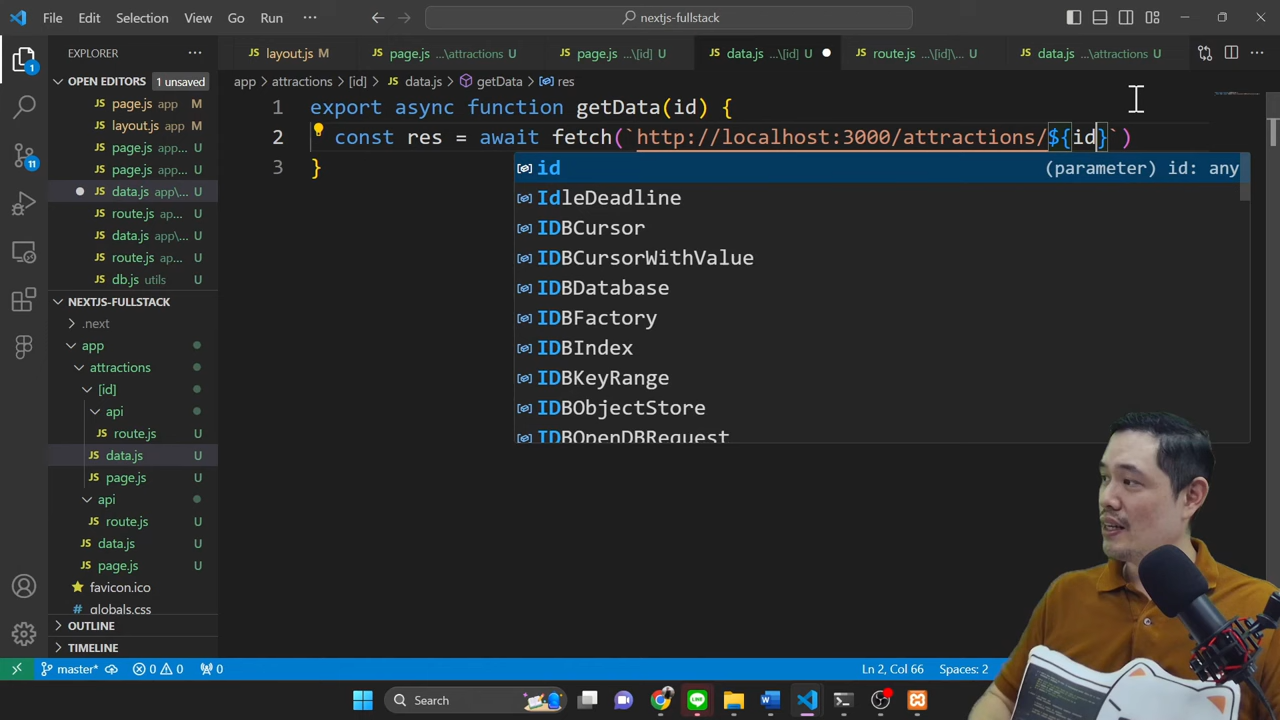 File Edit Selection View Go Run ··· nextjs-fullstack
EXPLORER ···
layout.js M
page.js ...\attractions U
page.js ...\[id] U
data.js ...\[id] U
route.js ...\[id]\... U
data.js ...\attractions U
···
OPEN EDITORS 1 unsaved
page.js app M
layout.js app M
page.js app\... U
page.js app\... U
data.js app\... U
route.js ap... U
data.js app\... U
route.js ap... U
db.js utils U
NEXTJS-FULLSTACK
.next
app
attractions
[id]
api
route.js U
data.js U
page.js U
api
route.js U
data.js U
page.js U
favicon.ico
globals.css
OUTLINE
TIMELINE
1
11
app > attractions > [id] > data.js > getData > res
1 export async function getData(id) {
2 const res = await fetch(`http://localhost:3000/attractions/${id}`)
3 }
id (parameter) id: any
IdleDeadline
IDBCursor
IDBCursorWithValue
IDBDatabase
IDBFactory
IDBIndex
IDBKeyRange
IDBObjectStore
IDBOpenDBRequest
master* 0 0 0 Ln 2, Col 66 Spaces: 2
Search